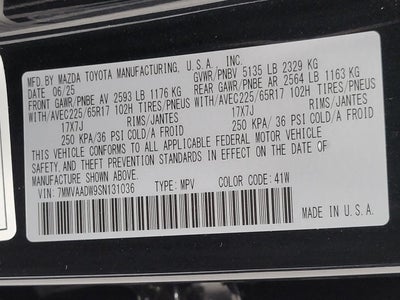 MFD.BY MAZDA TOYOTA MANUFACTURING, U.S.A., INC.
DATE 06/25 GVWR/PNBV 5135 LB 2329 KG
FRONT GAWR/PNBE AV 2593 LB 1176 KG REAR GAWR/PNBE AR 2564 LB 1163 KG
WITH/AVEC225/65R17 102H TIRES/PNEUS WITH/AVEC225/65R17 102H TIRES/PNEUS
17X7J RIMS/JANTES 17X7J RIMS/JANTES
250 KPA/36 PSI COLD/A FROID 250 KPA/36 PSI COLD/A FROID
THIS VEHICLE CONFORMS TO ALL APPLICABLE FEDERAL MOTOR VEHICLE
SAFETY, AND THEFT PREVENTION STANDARDS IN EFFECT ON THE DATE OF
MANUFACTURE SHOWN ABOVE.
VIN: 7MMVAADW9SN131036 TYPE: MPV COLOR CODE: 41W
MADE IN U.S.A.